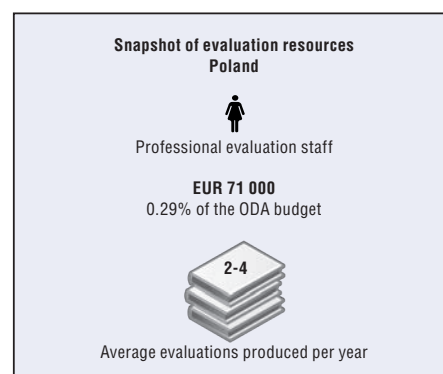 Snapshot of evaluation resources
Poland
Professional evaluation staff
EUR 71 000
0.29% of the ODA budget
2-4
Average evaluations produced per year